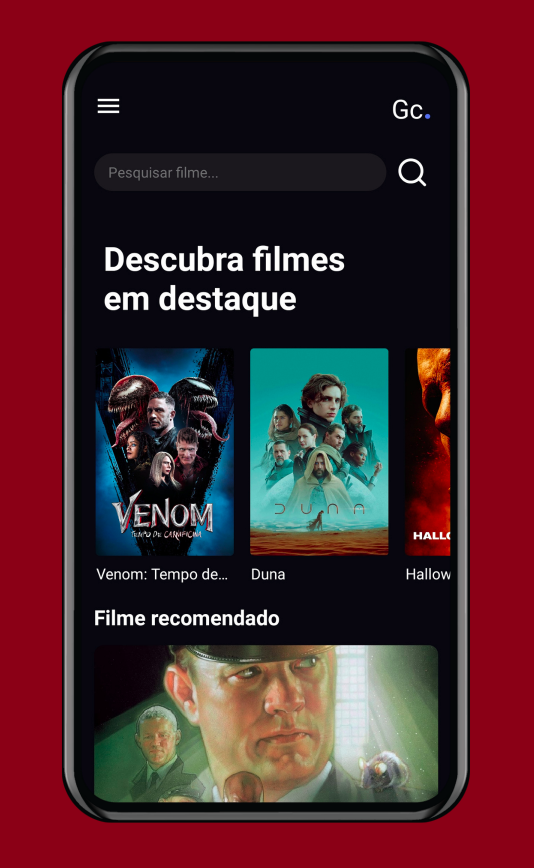 Gc.
Pesquisar filme...
Descubra filmes
em destaque
VENOM
TEMPO DE CARNIFICINA
DUNA
HALLO
Venom: Tempo de...
Duna
Hallow
Filme recomendado